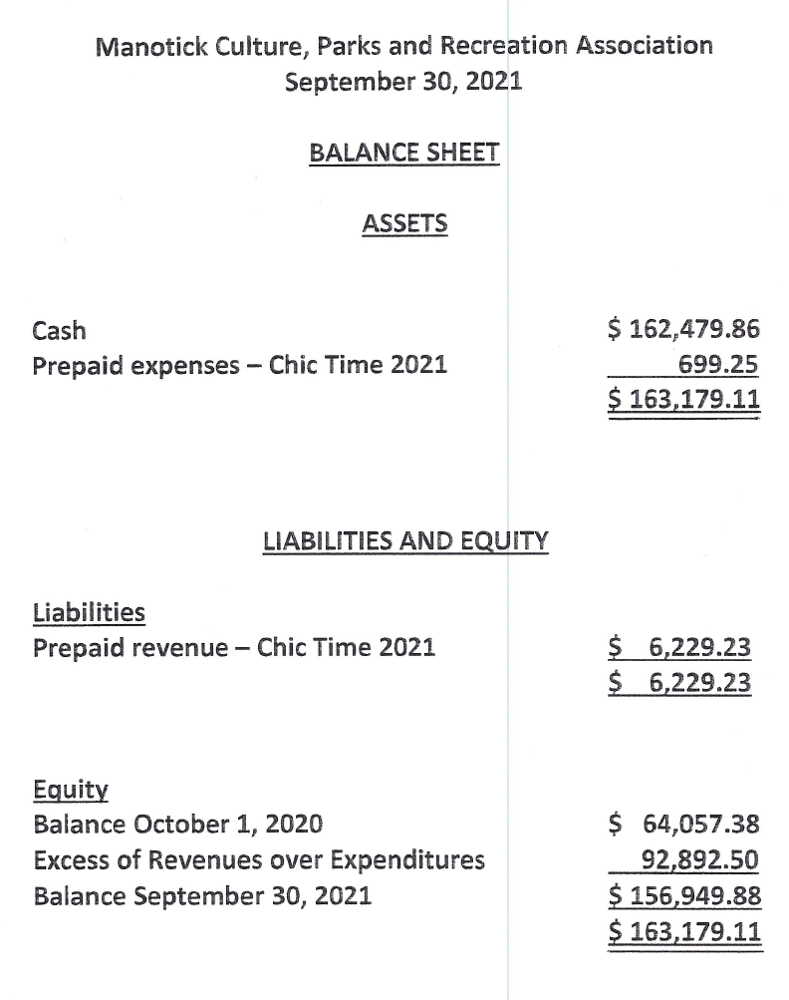 Manotick Culture, Parks and Recreation Association
September 30, 2021
BALANCE SHEET
ASSETS
Cash $ 162,479.86
Prepaid expenses – Chic Time 2021 699.25
$ 163,179.11
LIABILITIES AND EQUITY
Liabilities
Prepaid revenue – Chic Time 2021 $ 6,229.23
$ 6,229.23
Equity
Balance October 1, 2020 $ 64,057.38
Excess of Revenues over Expenditures 92,892.50
Balance September 30, 2021 $ 156,949.88
$ 163,179.11